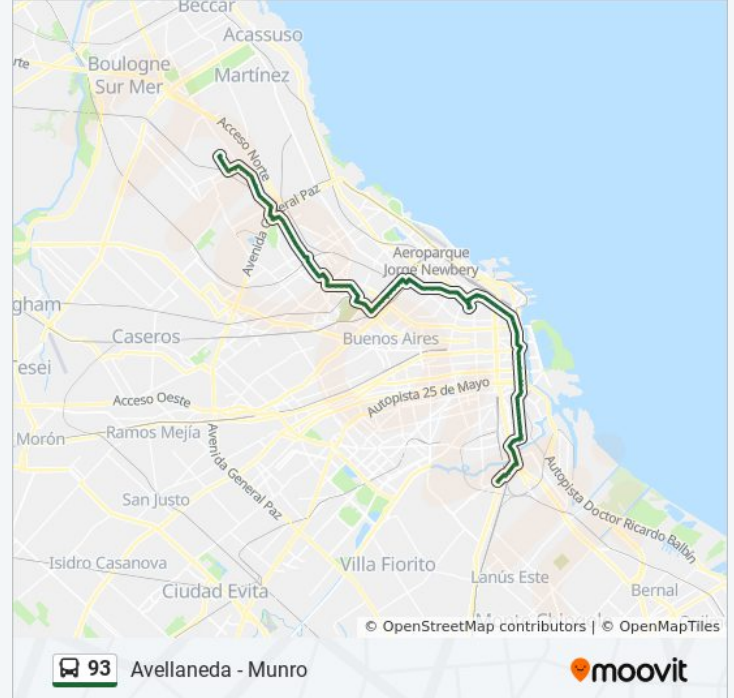 Beccar
Acassuso
Boulogne
Sur Mer
Martínez
rte
Acceso Norte
eral Paz
Avenida
Aeroparque
Jorge Newbery
gham
Caseros
Buenos Aires
Tesei
Acceso Oeste
Autopista 25 de Mayo
Morón
Ramos Mejía
Avenida General Paz
Autopista Doctor Ricardo Balbín
San Justo
Isidro Casanova
Villa Fiorito
Lanús Este
Ciudad Evita
Bernal
© OpenStreetMap contributors | © OpenMapTiles
93 Avellaneda - Munro
moovit